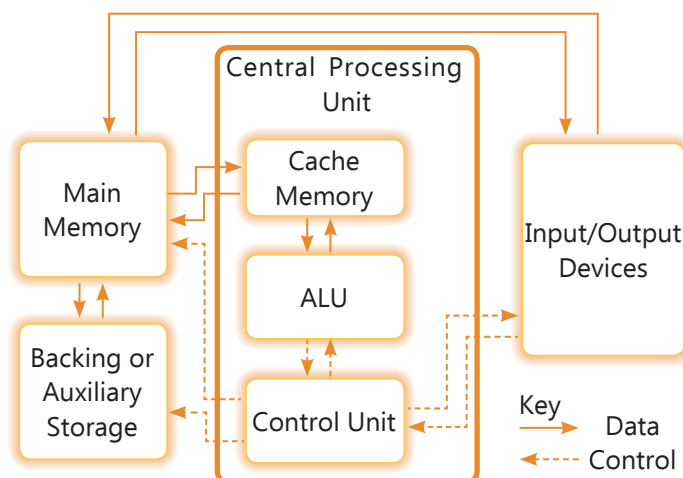 Central Processing
Unit
Main
Memory
Cache
Memory
Input/Output
Devices
ALU
Backing or
Auxiliary
Storage
Control Unit
Key
Data
Control